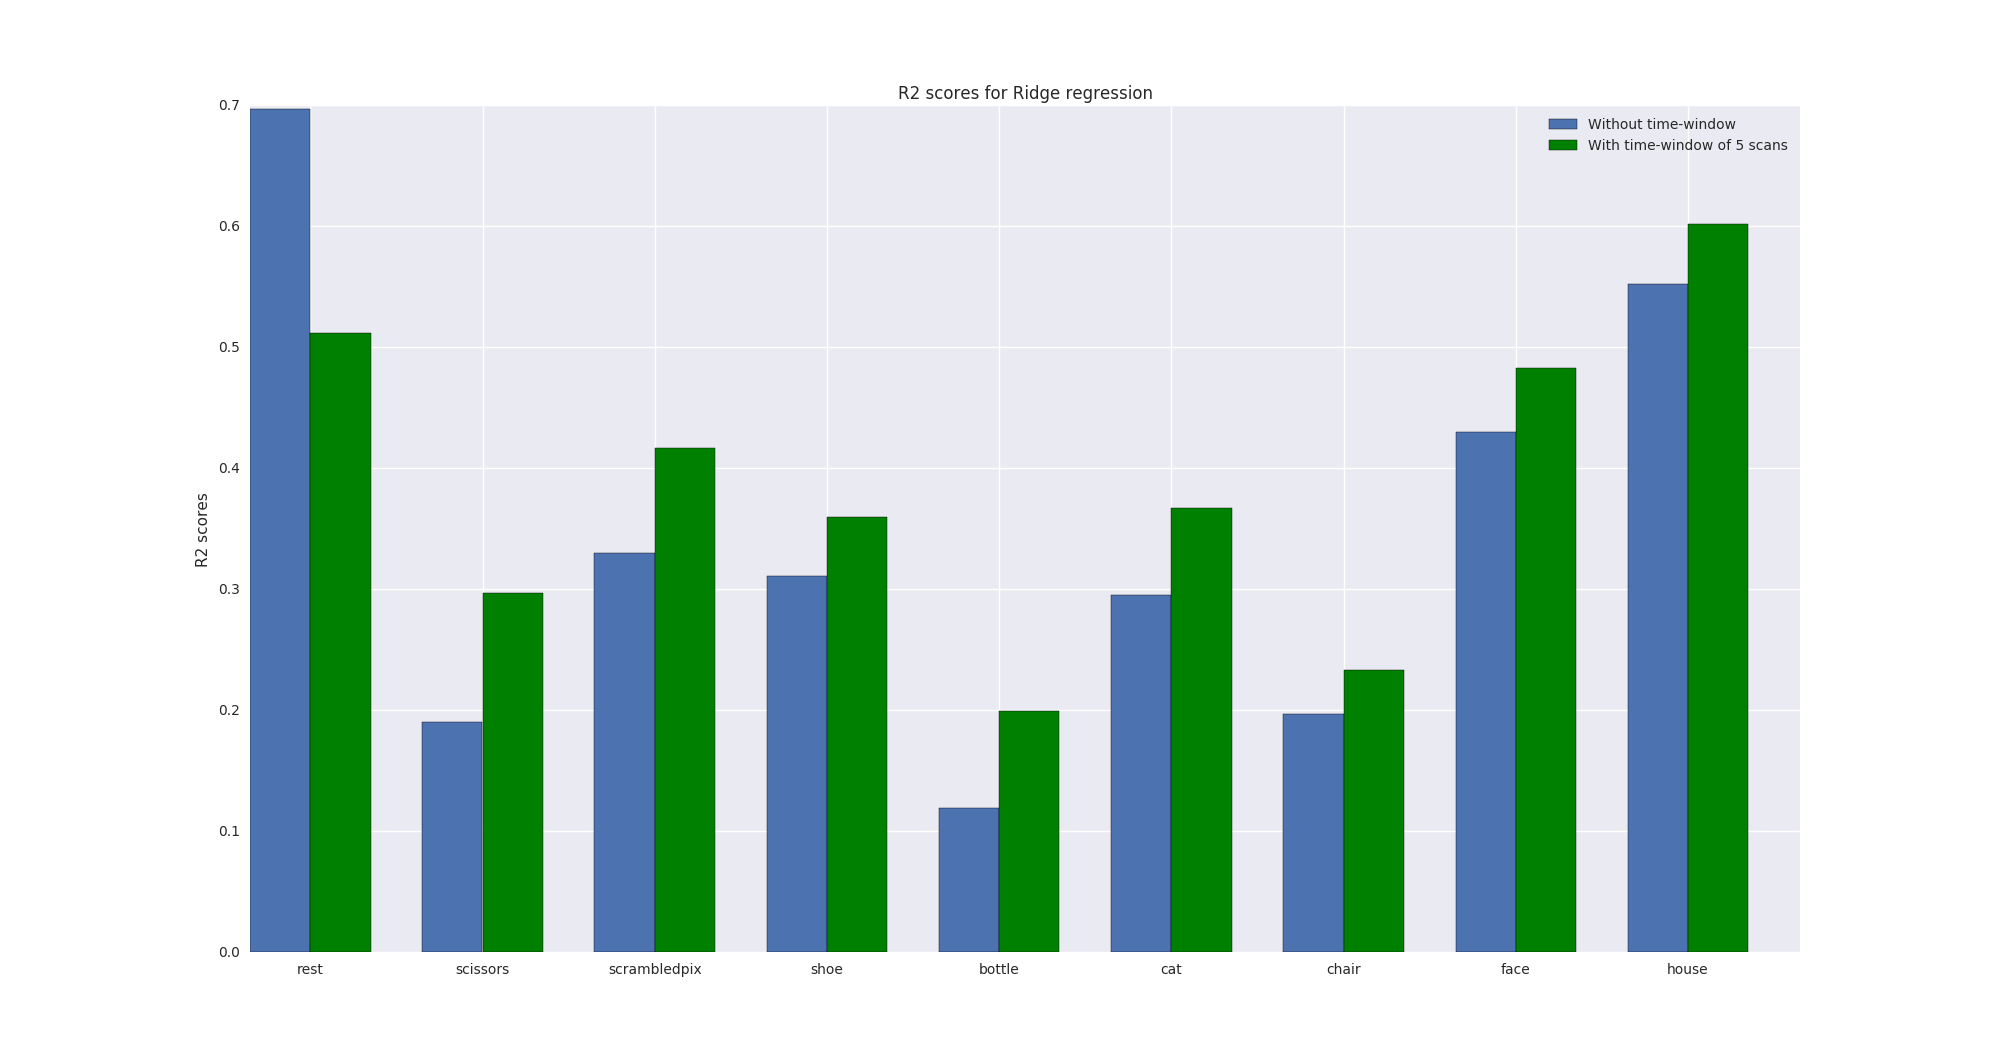 R2 scores for Ridge regression
Without time-window
With time-window of 5 scans
R2 scores
0.7
0.6
0.5
0.4
0.3
0.2
0.1
0.0
rest scissors scrambledpix shoe bottle cat chair face house